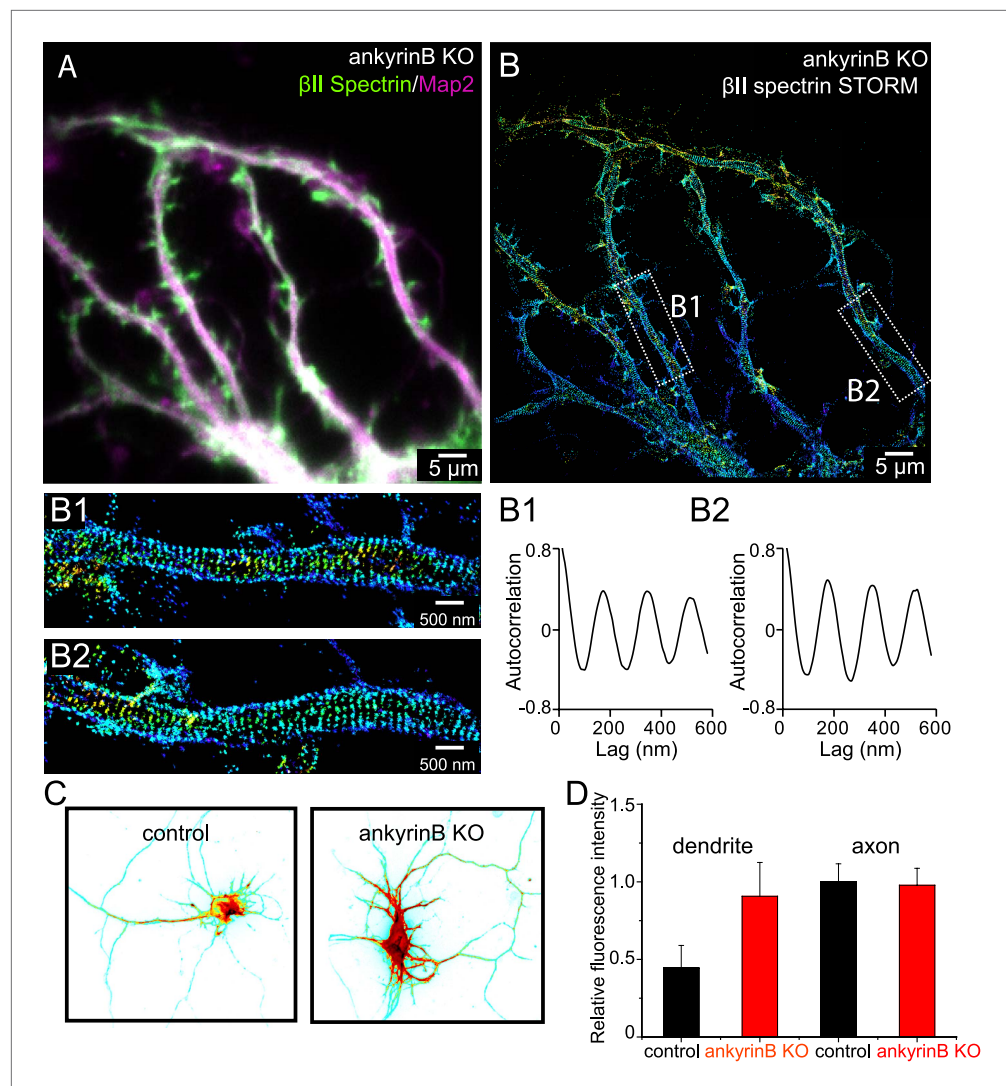 A
ankyrinB KO
βII Spectrin/Map2
5 μm
B
ankyrinB KO
βII spectrin STORM
B1
B2
5 μm
B1
500 nm
B2
500 nm
B1
0.8
0
−0.8
Autocorrelation
0 200 400 600
Lag (nm)
B2
0.8
0
−0.8
Autocorrelation
0 200 400 600
Lag (nm)
C
control
ankyrinB KO
D
Relative fluorescence intensity
1.5
1.0
0.5
0
dendrite
axon
control ankyrinB KO control ankyrinB KO